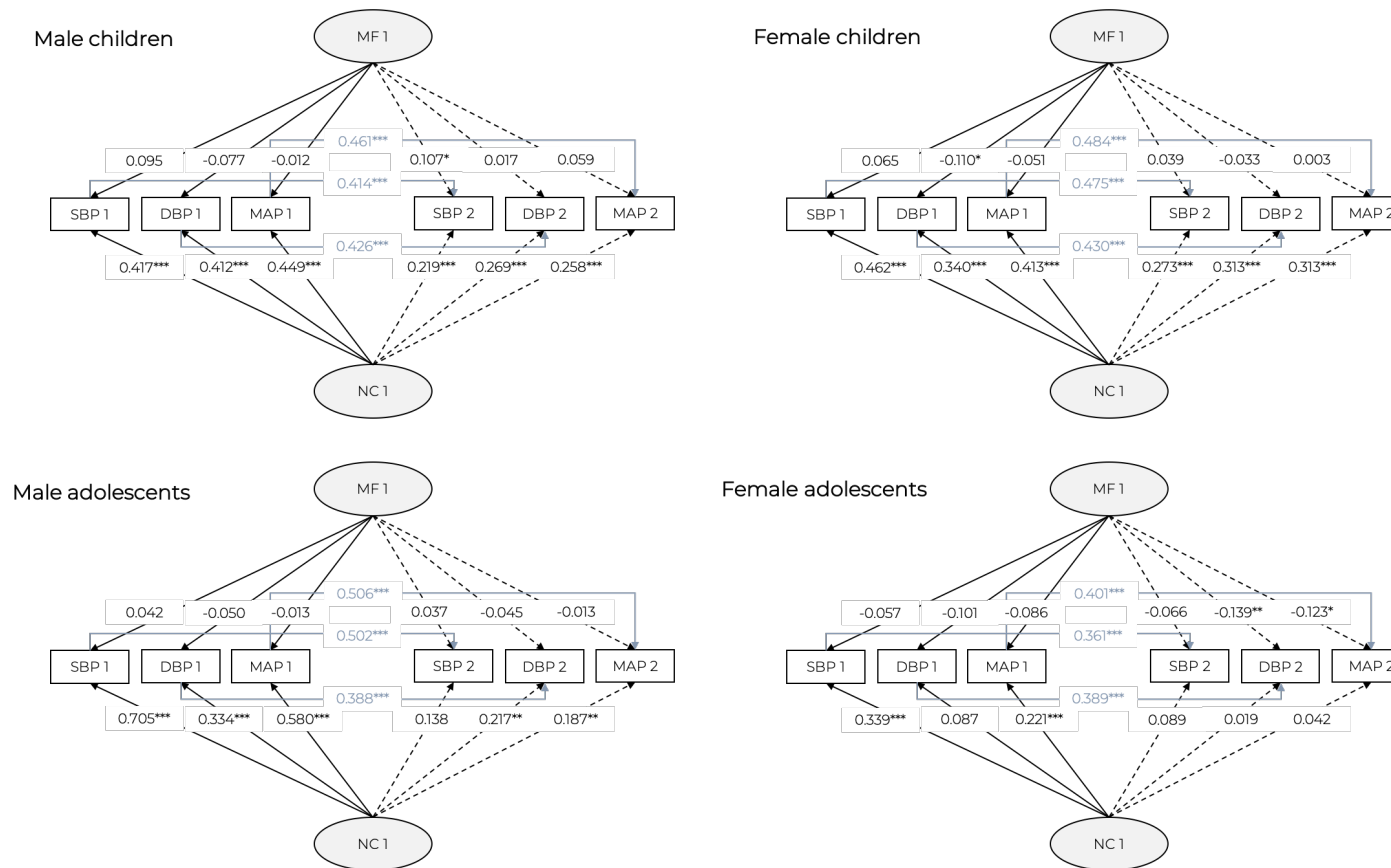 Male children
MF 1
0.461***
0.095 -0.077 -0.012 0.107* 0.017 0.059
0.414***
SBP 1 DBP 1 MAP 1 SBP 2 DBP 2 MAP 2
0.426***
0.417*** 0.412*** 0.449*** 0.219*** 0.269*** 0.258***
NC 1
Female children
MF 1
0.484***
0.065 -0.110* -0.051 0.039 -0.033 0.003
0.475***
SBP 1 DBP 1 MAP 1 SBP 2 DBP 2 MAP 2
0.430***
0.462*** 0.340*** 0.413*** 0.273*** 0.313*** 0.313***
NC 1
Male adolescents
MF 1
0.506***
0.042 -0.050 -0.013 0.037 -0.045 -0.013
0.502***
SBP 1 DBP 1 MAP 1 SBP 2 DBP 2 MAP 2
0.388***
0.705*** 0.334*** 0.580*** 0.138 0.217** 0.187**
NC 1
Female adolescents
MF 1
0.401***
-0.057 -0.101 -0.086 -0.066 -0.139** -0.123*
0.361***
SBP 1 DBP 1 MAP 1 SBP 2 DBP 2 MAP 2
0.389***
0.339*** 0.087 0.221*** 0.089 0.019 0.042
NC 1